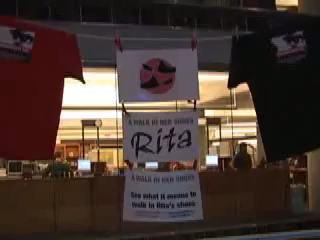 A WALK IN HER SHOES
Rita
A WALK IN HER SHOES
See what it means to
walk in Rita's shoes